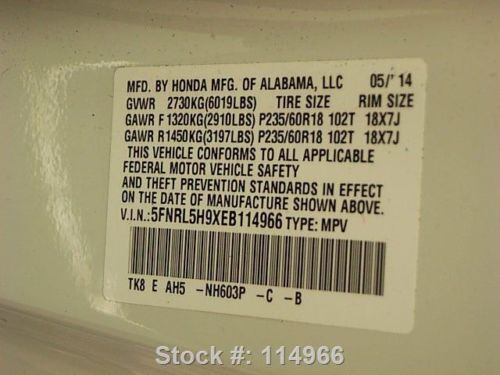 MFD. BY HONDA MFG. OF ALABAMA, LLC 05/'14
GVWR 2730KG(6019LBS) TIRE SIZE RIM SIZE
GAWR F1320KG(2910LBS) P235/60R18 102T 18X7J
GAWR R1450KG(3197LBS) P235/60R18 102T 18X7J
THIS VEHICLE CONFORMS TO ALL APPLICABLE
FEDERAL MOTOR VEHICLE SAFETY
AND THEFT PREVENTION STANDARDS IN EFFECT
ON THE DATE OF MANUFACTURE SHOWN ABOVE.
V.I.N.:5FNRL5H9XEB114966 TYPE: MPV
TK8 E AH5 -NH603P -C -B
Stock #: 114966